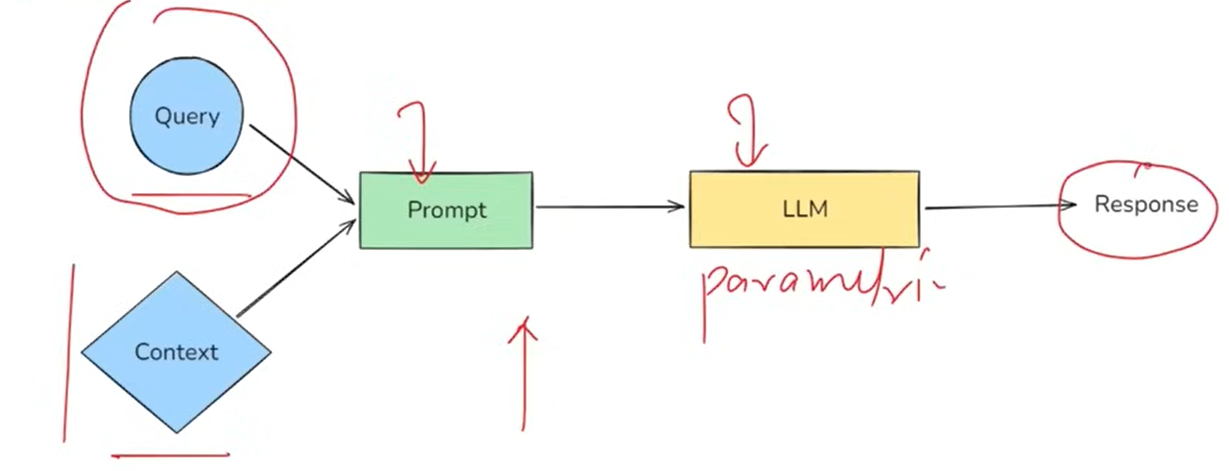 Query
Prompt
LLM
Response
Context